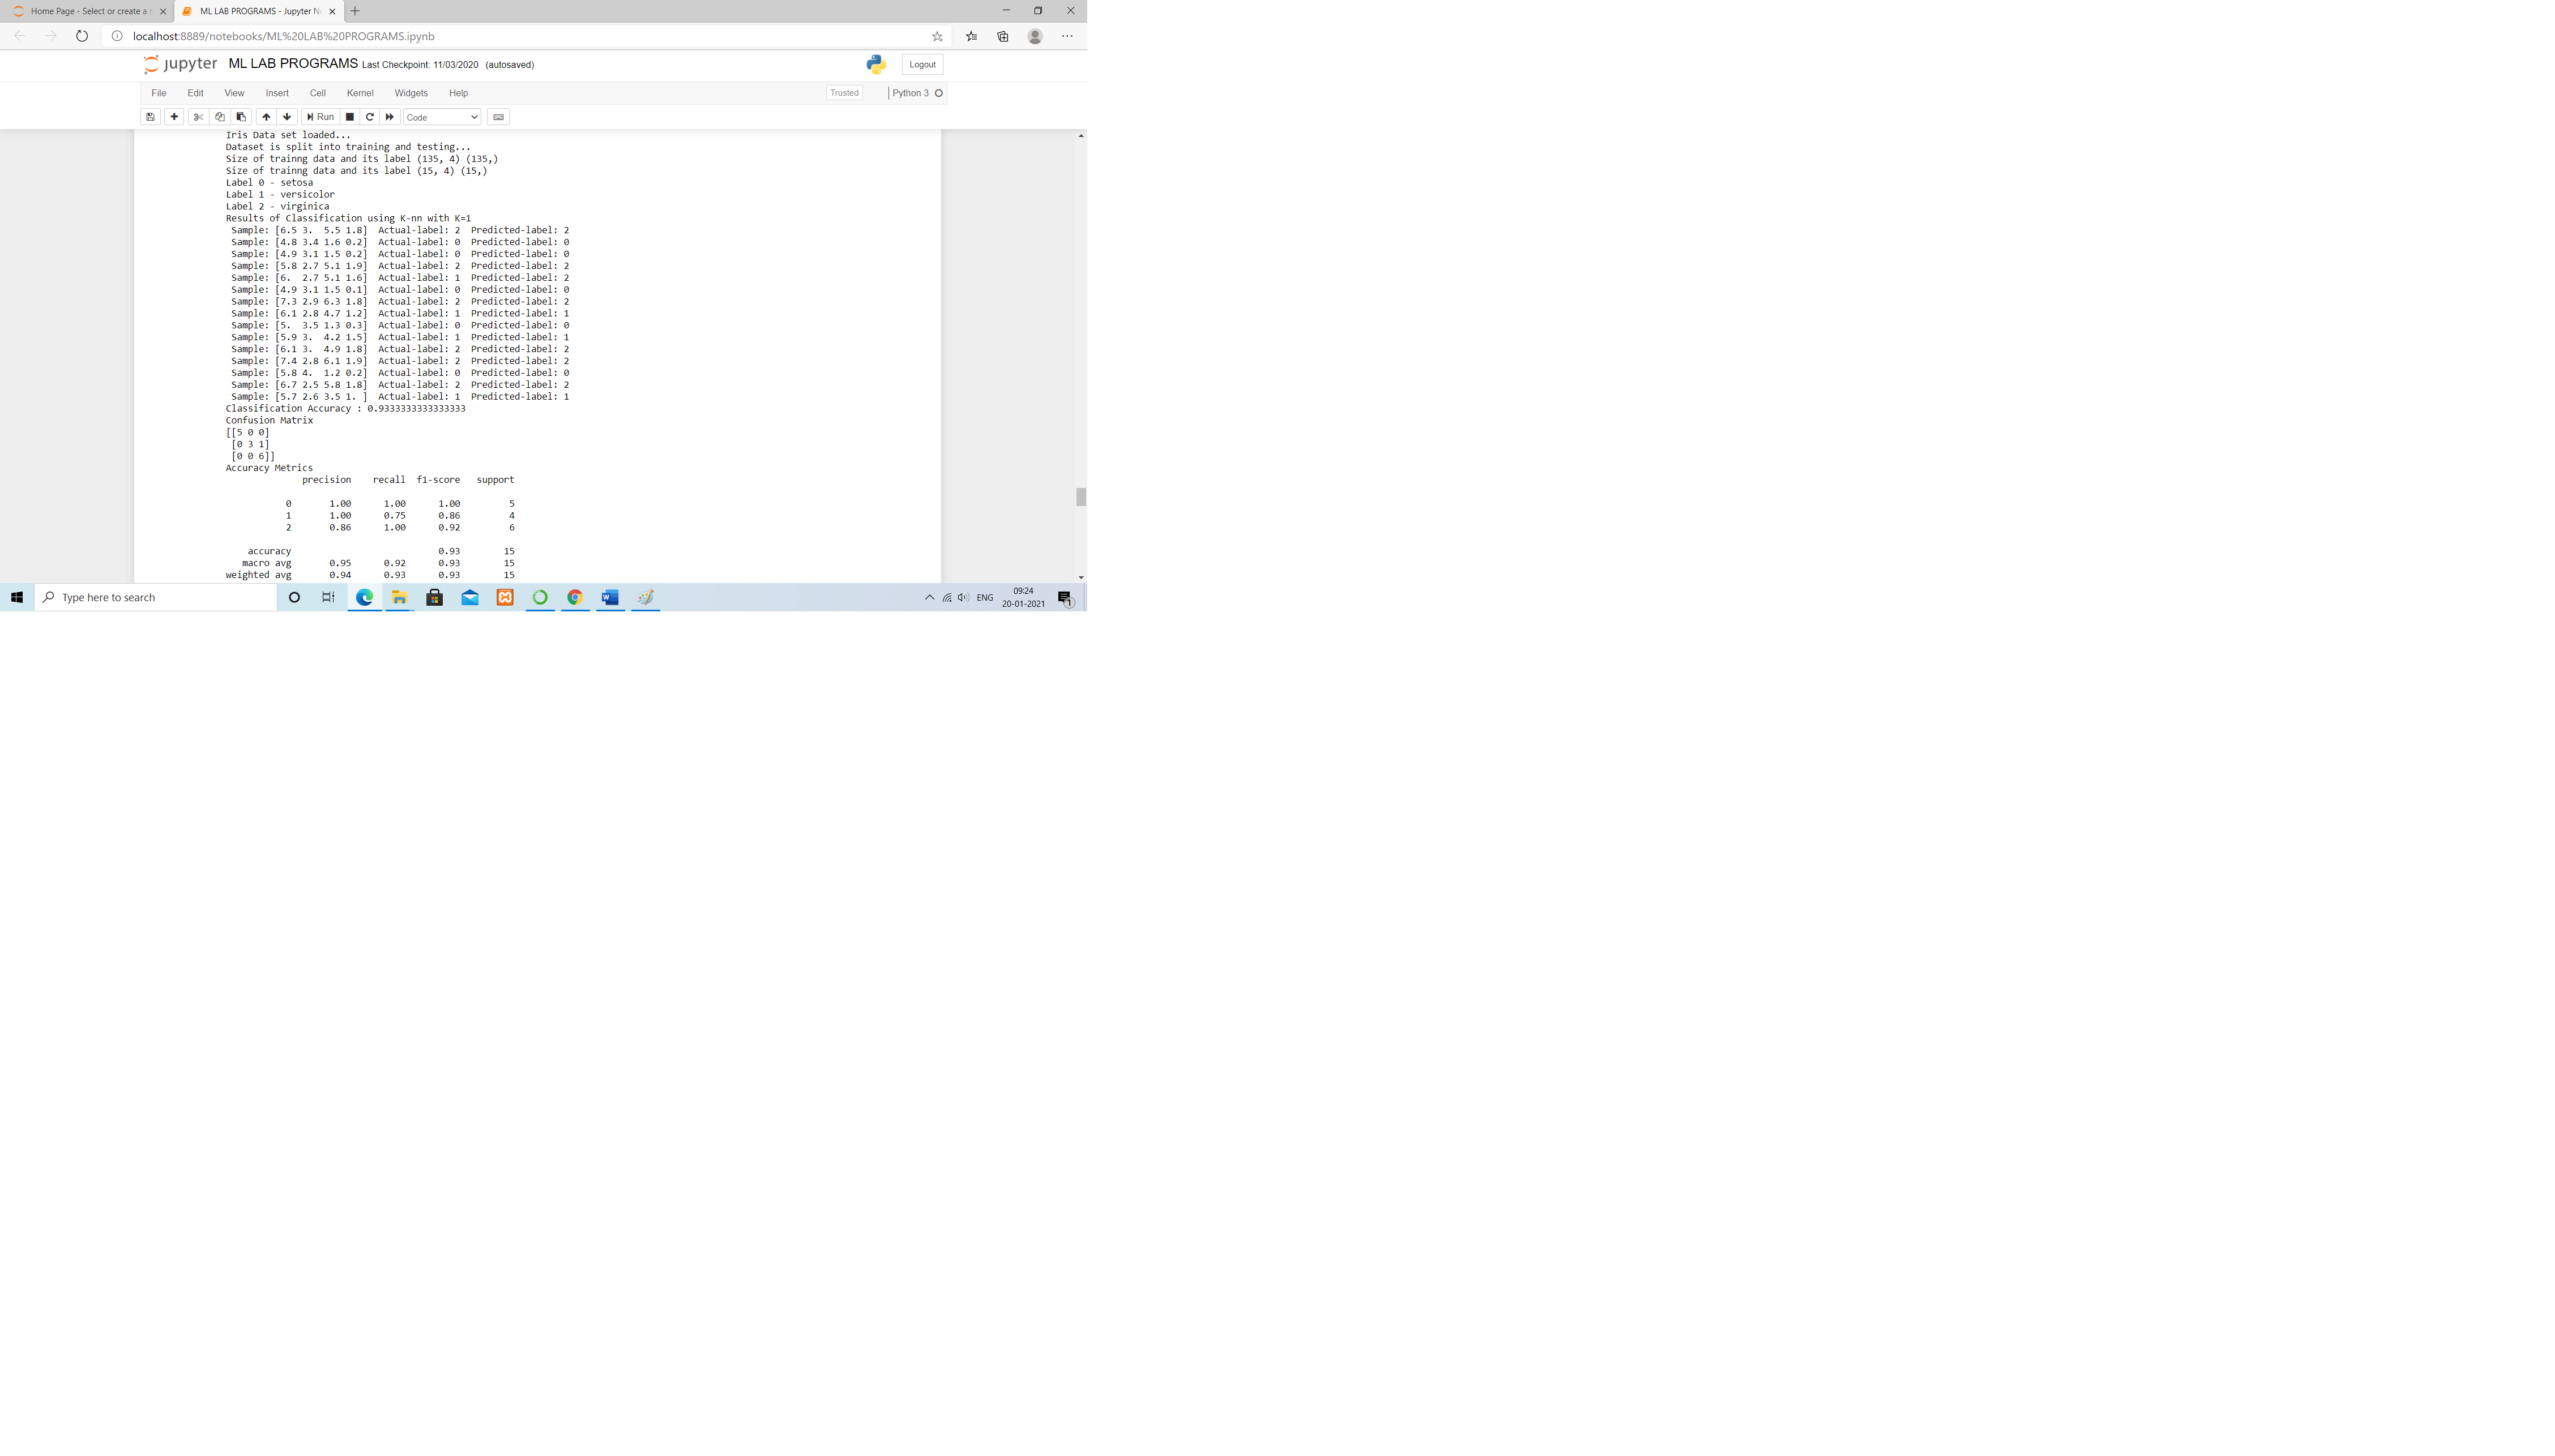 Home Page - Select or create a
ML LAB PROGRAMS - Jupyter N
localhost:8889/notebooks/ML%20LAB%20PROGRAMS.ipynb
jupyter ML LAB PROGRAMS Last Checkpoint: 11/03/2020 (autosaved)
Logout
File Edit View Insert Cell Kernel Widgets Help
Trusted
Python 3
Run
Code
Iris Data set loaded...
Dataset is split into training and testing...
Size of trainng data and its label (135, 4) (135,)
Size of trainng data and its label (15, 4) (15,)
Label 0 - setosa
Label 1 - versicolor
Label 2 - virginica
Results of Classification using K-nn with K=1
Sample: [6.5 3.  5.5 1.8]  Actual-label: 2  Predicted-label: 2
Sample: [4.8 3.4 1.6 0.2]  Actual-label: 0  Predicted-label: 0
Sample: [4.9 3.1 1.5 0.2]  Actual-label: 0  Predicted-label: 0
Sample: [5.8 2.7 5.1 1.9]  Actual-label: 2  Predicted-label: 2
Sample: [6.  2.7 5.1 1.6]  Actual-label: 1  Predicted-label: 2
Sample: [4.9 3.1 1.5 0.1]  Actual-label: 0  Predicted-label: 0
Sample: [7.3 2.9 6.3 1.8]  Actual-label: 2  Predicted-label: 2
Sample: [6.1 2.8 4.7 1.2]  Actual-label: 1  Predicted-label: 1
Sample: [5.  3.5 1.3 0.3]  Actual-label: 0  Predicted-label: 0
Sample: [5.9 3.  4.2 1.5]  Actual-label: 1  Predicted-label: 1
Sample: [6.1 3.  4.9 1.8]  Actual-label: 2  Predicted-label: 2
Sample: [7.4 2.8 6.1 1.9]  Actual-label: 2  Predicted-label: 2
Sample: [5.8 4.  1.2 0.2]  Actual-label: 0  Predicted-label: 0
Sample: [6.7 2.5 5.8 1.8]  Actual-label: 2  Predicted-label: 2
Sample: [5.7 2.6 3.5 1. ]  Actual-label: 1  Predicted-label: 1
Classification Accuracy : 0.9333333333333333
Confusion Matrix
[[5 0 0]
[0 3 1]
[0 0 6]]
Accuracy Metrics
precision recall f1-score support
0 1.00 1.00 1.00 5
1 1.00 0.75 0.86 4
2 0.86 1.00 0.92 6
accuracy 0.93 15
macro avg 0.95 0.92 0.93 15
weighted avg 0.94 0.93 0.93 15
Type here to search
ENG
09:24
20-01-2021
1